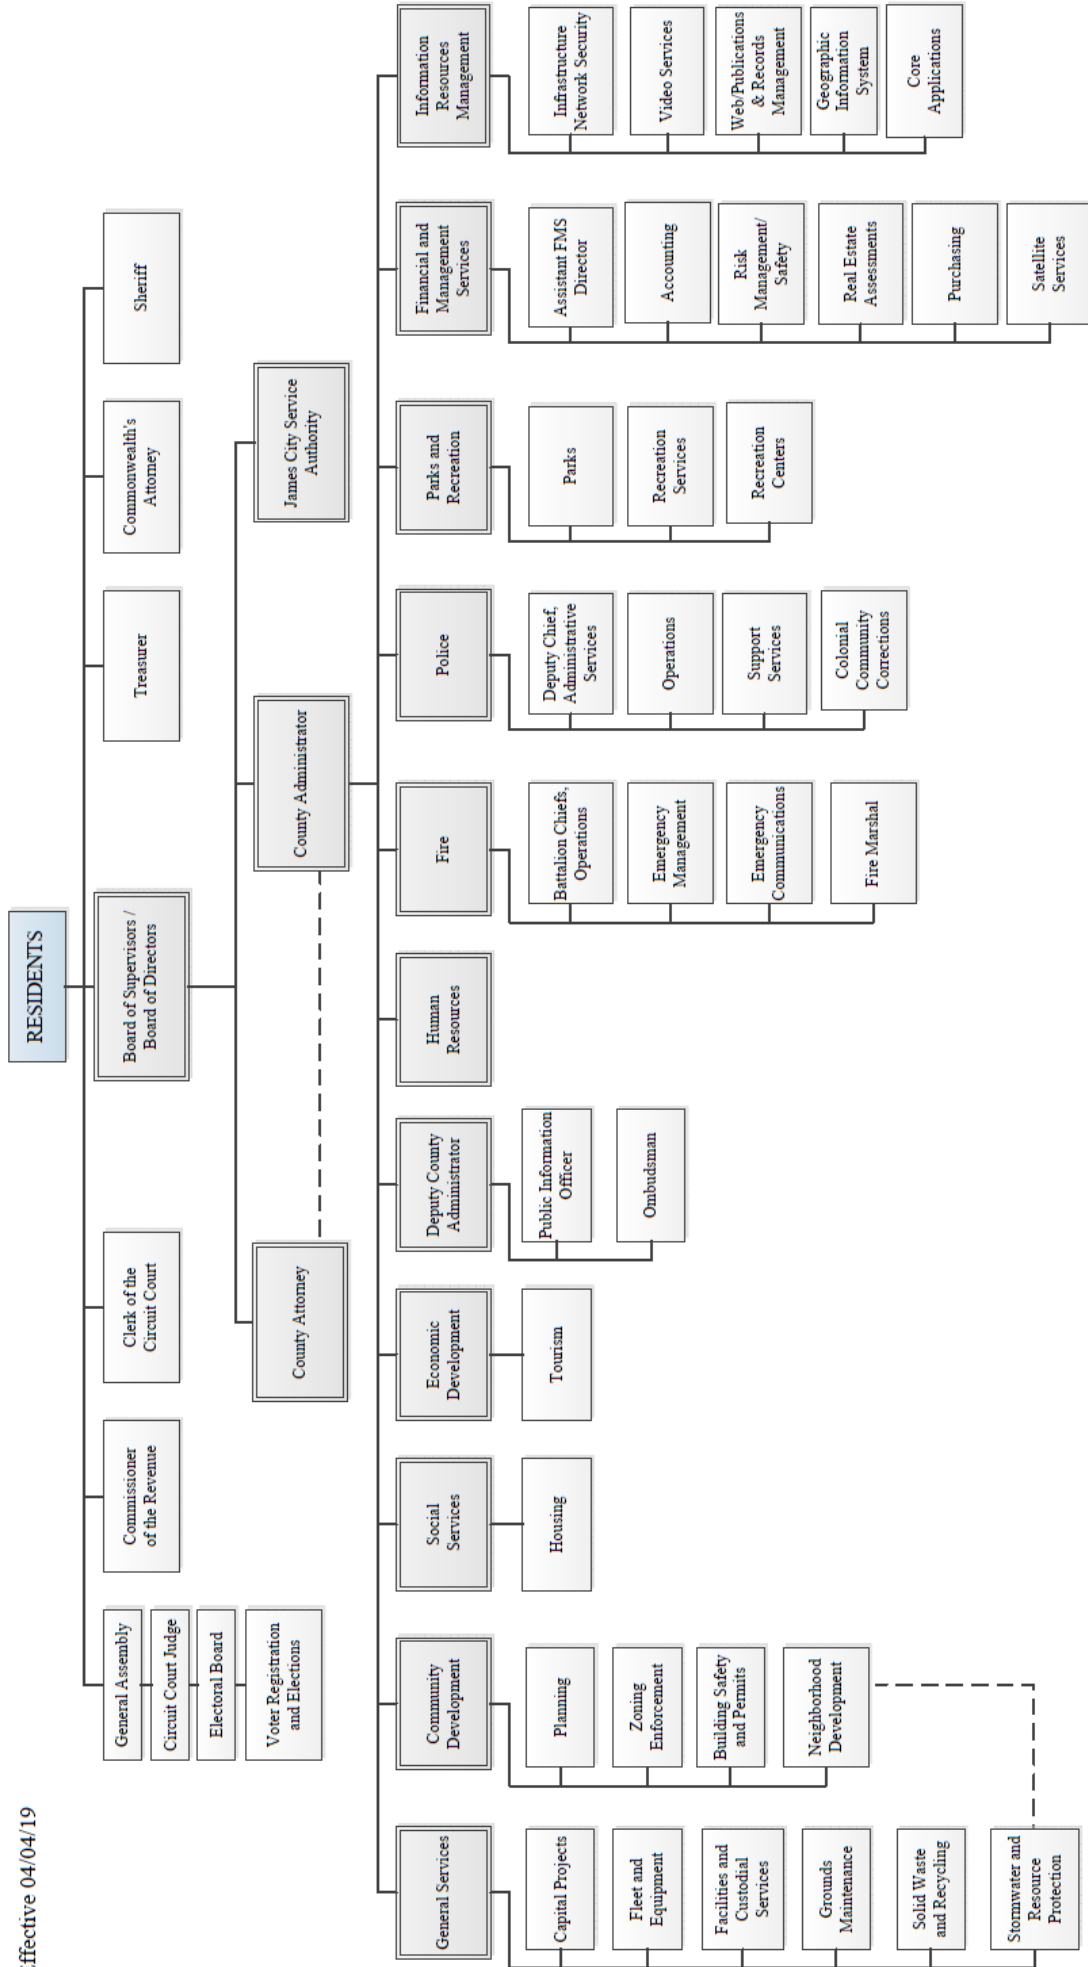 Effective 04/04/19
RESIDENTS
General Assembly
Circuit Court Judge
Electoral Board
Voter Registration
and Elections
Commissioner
of the Revenue
Clerk of the
Circuit Court
Board of Supervisors /
Board of Directors
Treasurer
Commonwealth's
Attorney
Sheriff
County Attorney
County Administrator
James City Service
Authority
General Services
Capital Projects
Fleet and
Equipment
Facilities and
Custodial
Services
Grounds
Maintenance
Solid Waste
and Recycling
Stormwater and
Resource
Protection
Community
Development
Planning
Zoning
Enforcement
Building Safety
and Permits
Neighborhood
Development
Social
Services
Housing
Economic
Development
Tourism
Deputy County
Administrator
Public Information
Officer
Ombudsman
Human
Resources
Fire
Battalion Chiefs,
Operations
Emergency
Management
Emergency
Communications
Fire Marshal
Police
Deputy Chief,
Administrative
Services
Operations
Support
Services
Colonial
Community
Corrections
Parks and
Recreation
Parks
Recreation
Services
Recreation
Centers
Financial and
Management
Services
Assistant FMS
Director
Accounting
Risk
Management/
Safety
Real Estate
Assessments
Purchasing
Satellite
Services
Information
Resources
Management
Infrastructure
Network Security
Video Services
Web/Publications
& Records
Management
Geographic
Information
System
Core
Applications